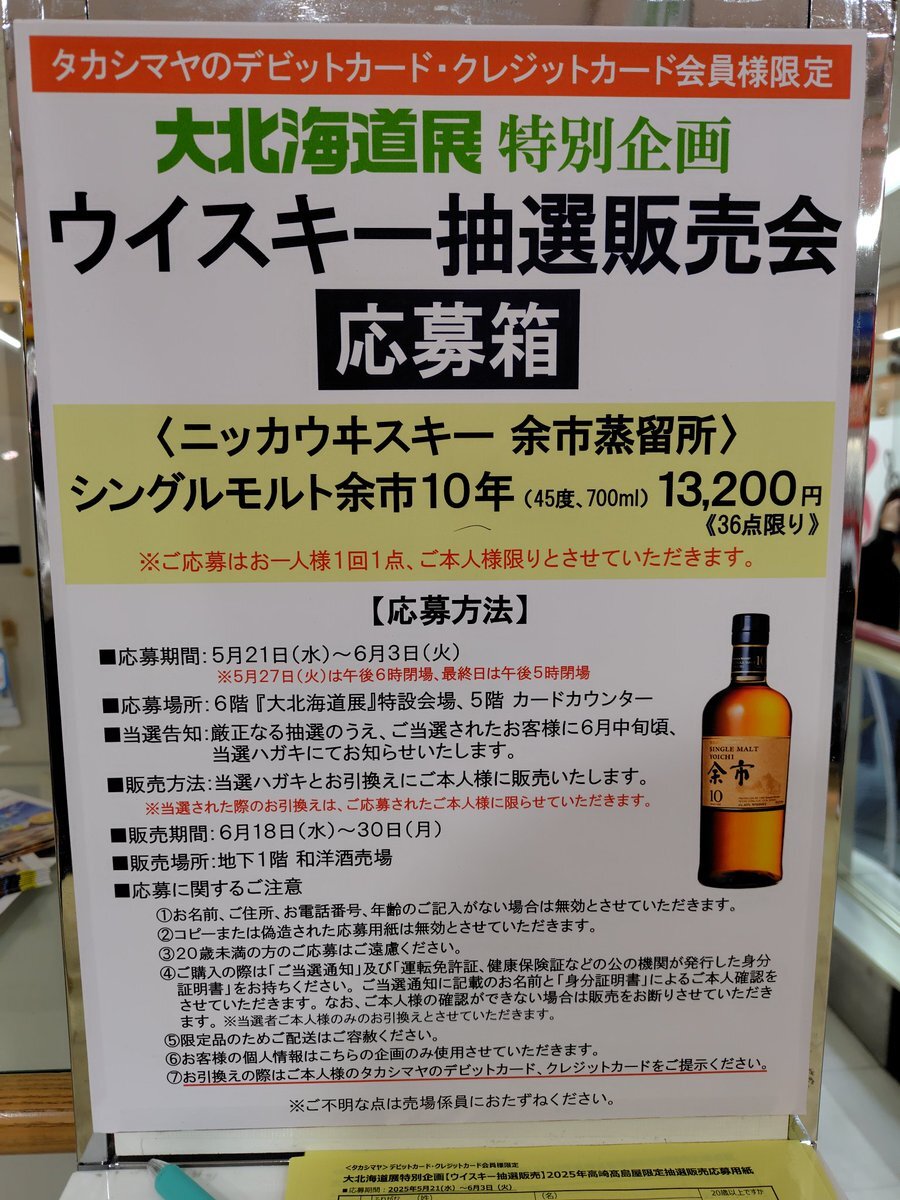 タカシマヤのデビットカード・クレジットカード会員様限定
大北海道展 特別企画
ウイスキー抽選販売会
応募箱
〈ニッカウヰスキー 余市蒸留所〉
シングルモルト余市10年（45度、700ml）13,200円
《36点限り》
※ご応募はお一人様1回1点、ご本人様限りとさせていただきます。
【応募方法】
■応募期間：5月21日（水）～6月3日（火）
※5月27日（火）は午後6時閉場、最終日は午後5時閉場
■応募場所：6階『大北海道展』特設会場、5階 カードカウンター
■当選告知：厳正なる抽選のうえ、ご当選されたお客様に6月中旬頃、
当選ハガキにてお知らせいたします。
■販売方法：当選ハガキとお引換えにご本人様に販売いたします。
※当選された際のお引換えは、ご応募されたご本人様に限らせていただきます。
■販売期間：6月18日（水）～30日（月）
■販売場所：地下1階 和洋酒売場
■応募に関するご注意
①お名前、ご住所、お電話番号、年齢のご記入がない場合は無効とさせていただきます。
②コピーまたは偽造された応募用紙は無効とさせていただきます。
③20歳未満の方のご応募はご遠慮ください。
④ご購入の際は「ご当選通知」及び「運転免許証、健康保険証などの公の機関が発行した身分
証明書」をお持ちください。ご当選通知に記載のお名前と「身分証明書」によるご本人確認を
させていただきます。なお、ご本人様の確認ができない場合は販売をお断りさせていただき
ます。※当選者ご本人様のみのお引換えとさせていただきます。
⑤限定品のためご配送はご容赦ください。
⑥お客様の個人情報はこちらの企画のみ使用させていただきます。
⑦お引換えの際はご本人様のタカシマヤのデビットカード、クレジットカードをご提示ください。
※ご不明な点は売場係員におたずねください。
10
SINGLE MALT
YOICHI
余市
10
＜タカシマヤ＞デビットカード・クレジットカード会員様限定
大北海道展特別企画【ウイスキー抽選販売】2025年高崎高島屋限定抽選販売応募用紙
■応募期間：2025年5月21（水）～6月3日（火）
（姓）
（名）
20歳以上ですか